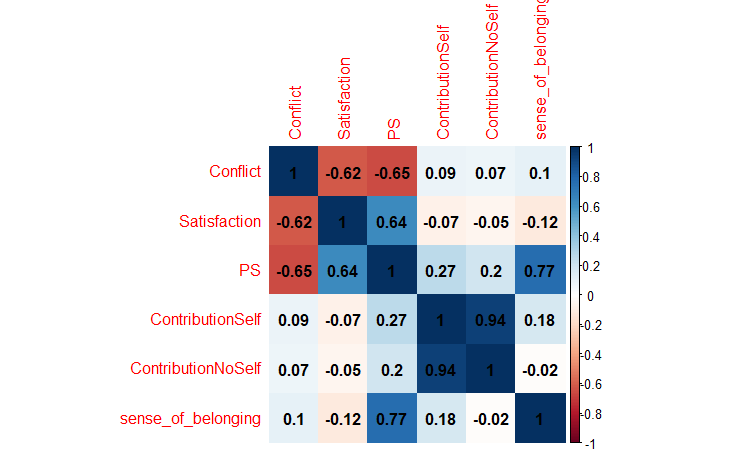 Conflict
Satisfaction
PS
ContributionSelf
ContributionNoSelf
sense_of_belonging
Conflict 1 -0.62 -0.65 0.09 0.07 0.1
Satisfaction -0.62 1 0.64 -0.07 -0.05 -0.12
PS -0.65 0.64 1 0.27 0.2 0.77
ContributionSelf 0.09 -0.07 0.27 1 0.94 0.18
ContributionNoSelf 0.07 -0.05 0.2 0.94 1 -0.02
sense_of_belonging 0.1 -0.12 0.77 0.18 -0.02 1
1
0.8
0.6
0.4
0.2
0
-0.2
-0.4
-0.6
-0.8
-1